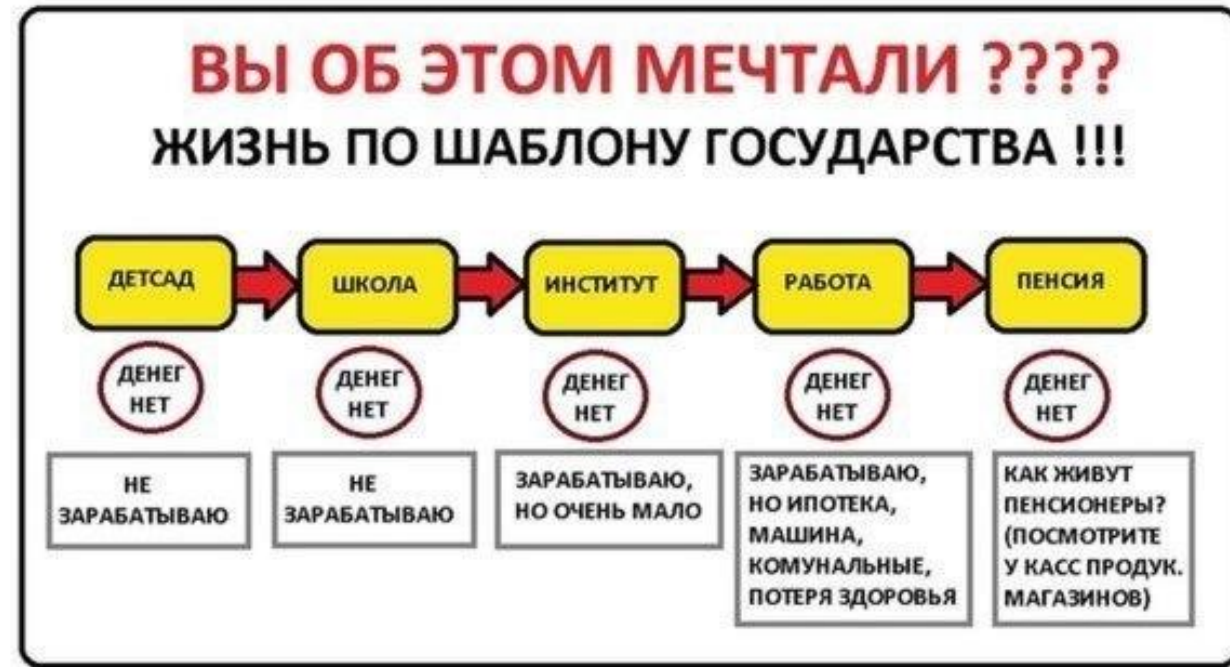 ВЫ ОБ ЭТОМ МЕЧТАЛИ ????
ЖИЗНЬ ПО ШАБЛОНУ ГОСУДАРСТВА !!!
ДЕТСАД
ШКОЛА
ИНСТИТУТ
РАБОТА
ПЕНСИЯ
ДЕНЕГ
НЕТ
ДЕНЕГ
НЕТ
ДЕНЕГ
НЕТ
ДЕНЕГ
НЕТ
ДЕНЕГ
НЕТ
НЕ
ЗАРАБАТЫВАЮ
НЕ
ЗАРАБАТЫВАЮ
ЗАРАБАТЫВАЮ,
НО ОЧЕНЬ МАЛО
ЗАРАБАТЫВАЮ,
НО ИПОТЕКА,
МАШИНА,
КОМУНАЛЬНЫЕ,
ПОТЕРЯ ЗДОРОВЬЯ
КАК ЖИВУТ
ПЕНСИОНЕРЫ?
(ПОСМОТРИТЕ
У КАСС ПРОДУК.
МАГАЗИНОВ)